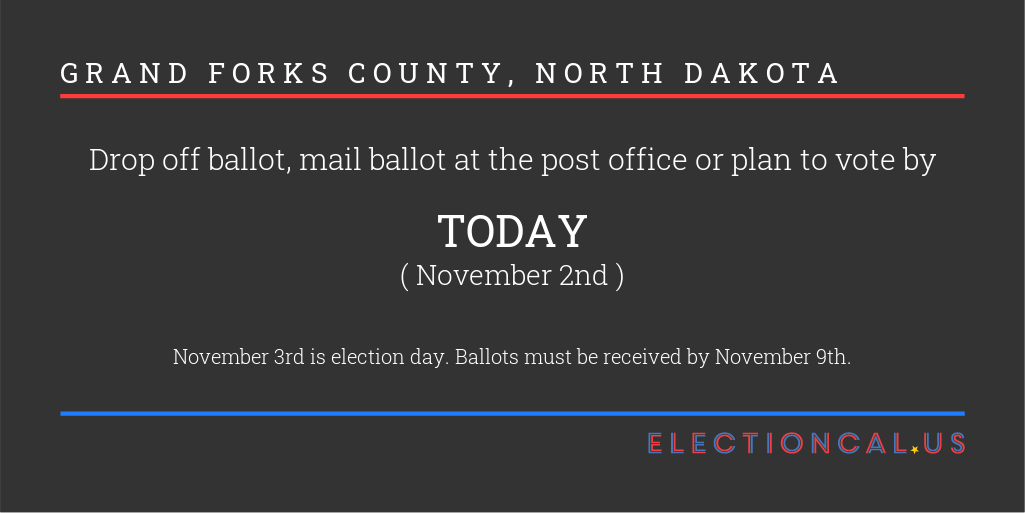 GRAND FORKS COUNTY, NORTH DAKOTA
Drop off ballot, mail ballot at the post office or plan to vote by
TODAY
( November 2nd )
November 3rd is election day. Ballots must be received by November 9th.
ELECTIONCAL.US